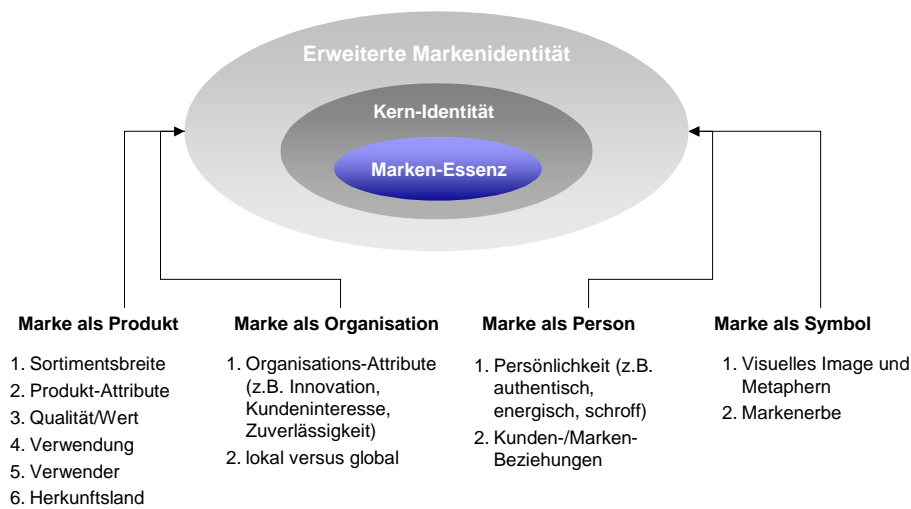 Erweiterte Markenidentität
Kern-Identität
Marken-Essenz
Marke als Produkt
1. Sortimentsbreite
2. Produkt-Attribute
3. Qualität/Wert
4. Verwendung
5. Verwender
6. Herkunftsland
Marke als Organisation
1. Organisations-Attribute
(z.B. Innovation,
Kundeninteresse,
Zuverlässigkeit)
2. lokal versus global
Marke als Person
1. Persönlichkeit (z.B.
authentisch,
energisch, schroff)
2. Kunden-/Marken-
Beziehungen
Marke als Symbol
1. Visuelles Image und
Metaphern
2. Markenerbe